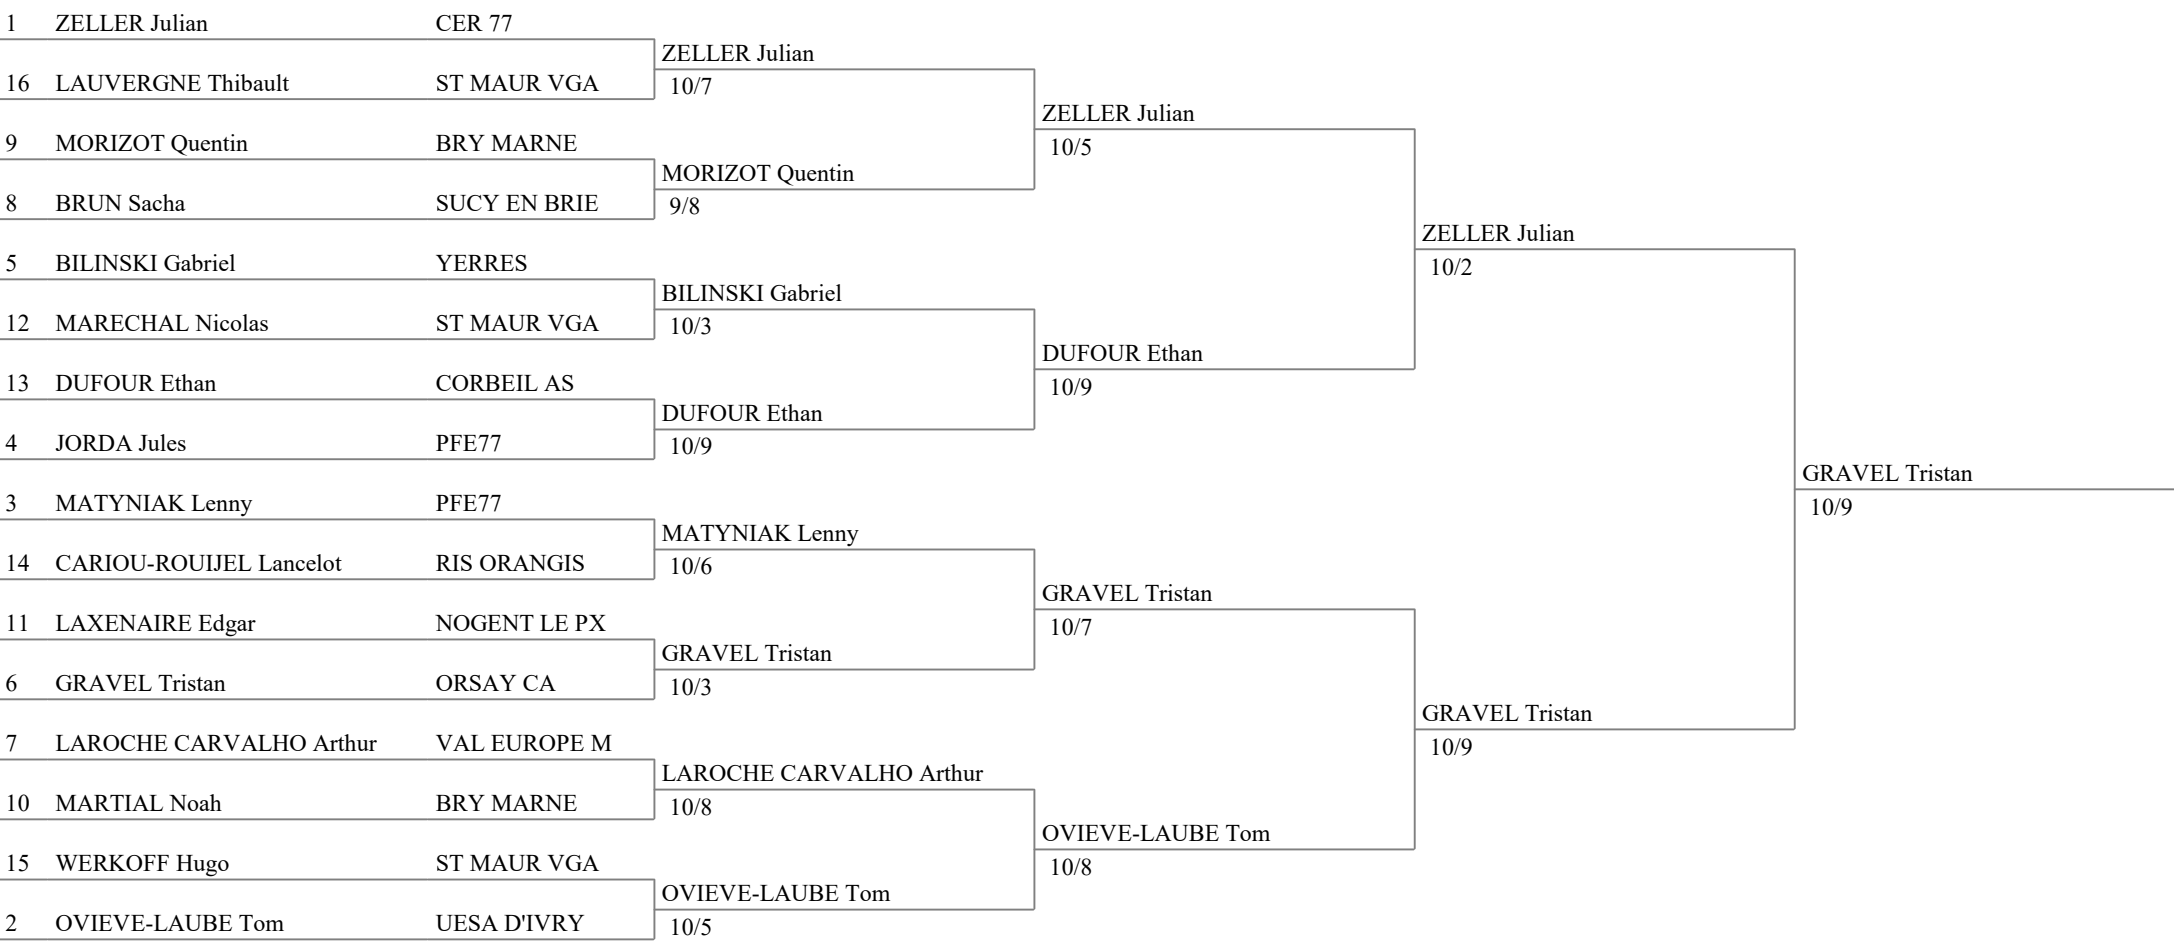 1 ZELLER Julian CER 77
ZELLER Julian
16 LAUVERGNE Thibault ST MAUR VGA 10/7
ZELLER Julian
9 MORIZOT Quentin BRY MARNE 10/5
MORIZOT Quentin
8 BRUN Sacha SUCY EN BRIE 9/8
ZELLER Julian
5 BILINSKI Gabriel YERRES 10/2
BILINSKI Gabriel
12 MARECHAL Nicolas ST MAUR VGA 10/3
DUFOUR Ethan
13 DUFOUR Ethan CORBEIL AS 10/9
DUFOUR Ethan
4 JORDA Jules PFE77 10/9
GRAVEL Tristan
3 MATYNIAK Lenny PFE77 10/9
MATYNIAK Lenny
14 CARIOU-ROUIJEL Lancelot RIS ORANGIS 10/6
GRAVEL Tristan
11 LAXENAIRE Edgar NOGENT LE PX 10/7
GRAVEL Tristan
6 GRAVEL Tristan ORSAY CA 10/3
GRAVEL Tristan
7 LAROCHE CARVALHO Arthur VAL EUROPE M 10/9
LAROCHE CARVALHO Arthur
10 MARTIAL Noah BRY MARNE 10/8
OVIEVE-LAUBE Tom
15 WERKOFF Hugo ST MAUR VGA 10/8
OVIEVE-LAUBE Tom
2 OVIEVE-LAUBE Tom UESA D'IVRY 10/5